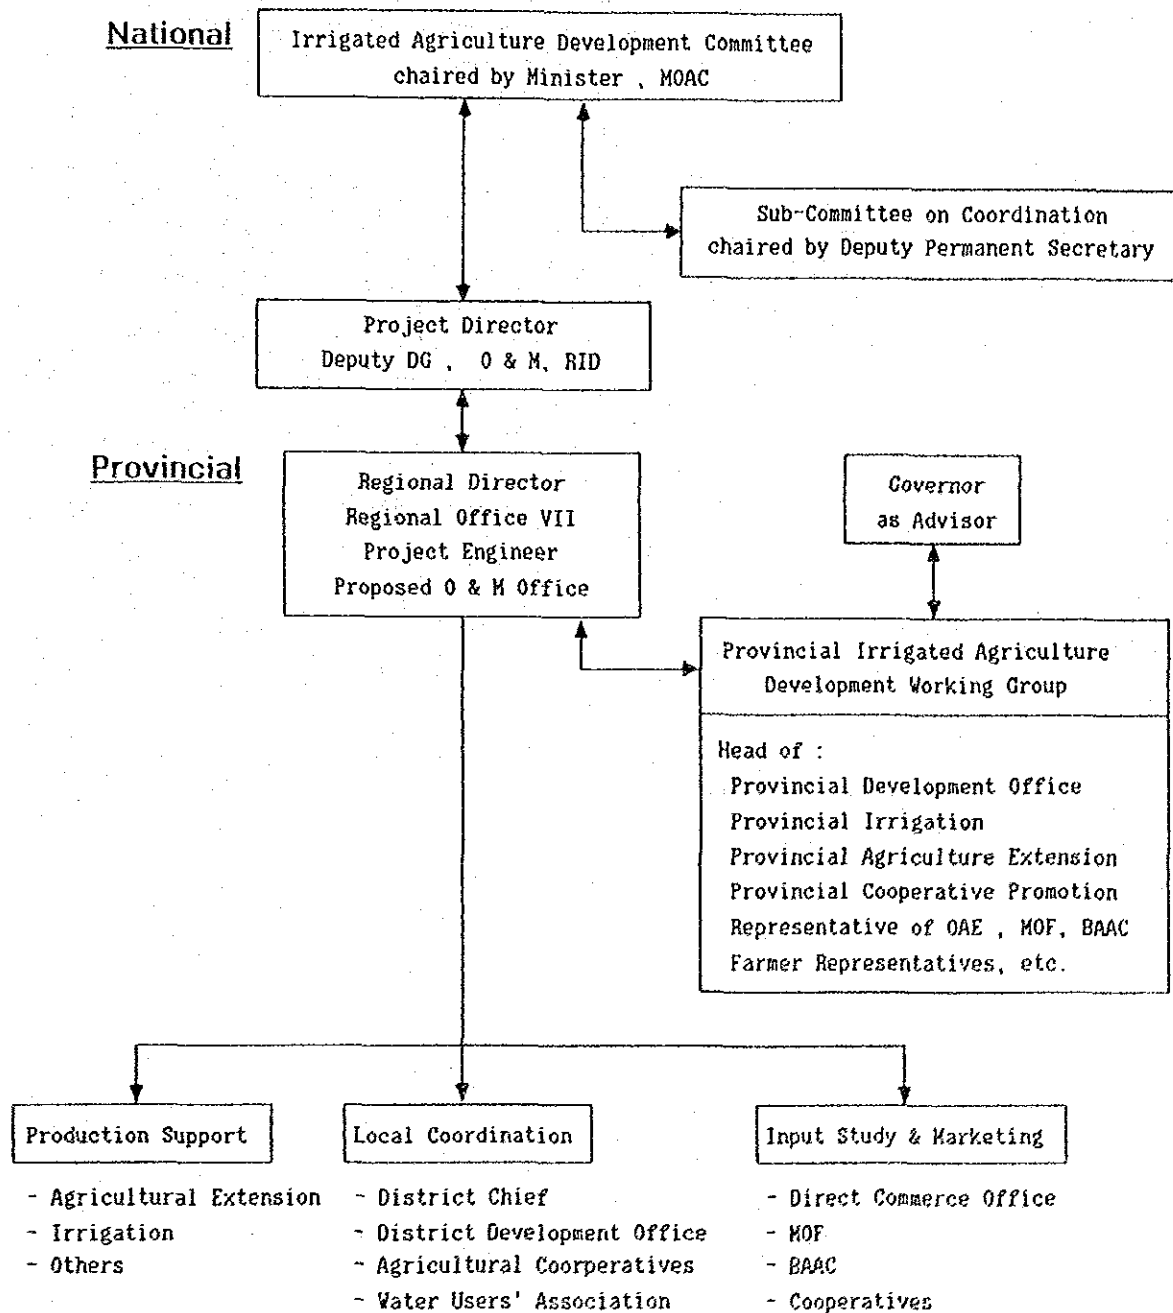 National
Irrigated Agriculture Development Committee
chaired by Minister , MOAC
Sub-Committee on Coordination
chaired by Deputy Permanent Secretary
Project Director
Deputy DG , O & M, RID
Provincial
Regional Director
Regional Office VII
Project Engineer
Proposed O & M Office
Governor
as Advisor
Provincial Irrigated Agriculture
Development Working Group
Head of :
Provincial Development Office
Provincial Irrigation
Provincial Agriculture Extension
Provincial Cooperative Promotion
Representative of OAE , MOF, BAAC
Farmer Representatives, etc.
Production Support
- Agricultural Extension
- Irrigation
- Others
Local Coordination
- District Chief
- District Development Office
- Agricultural Coorperatives
- Water Users' Association
Input Study & Marketing
- Direct Commerce Office
- MOF
- BAAC
- Cooperatives